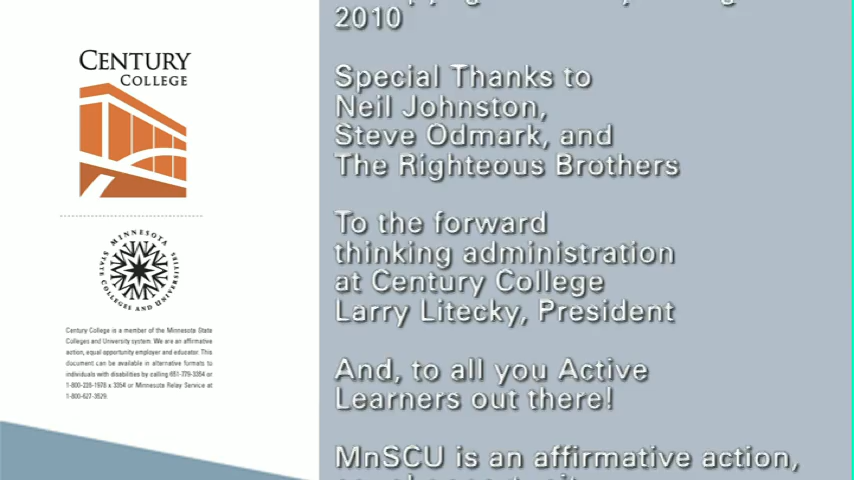 CENTURY
COLLEGE
MINNESOTA
STATE COLLEGES AND UNIVERSITIES
Century College is a member of the Minnesota State
Colleges and University system. We are an affirmative
action, equal opportunity employer and educator. This
document can be available in alternative formats to
individuals with disabilities by calling 651-779-3354 or
1-800-228-1978 x 3354 or Minnesota Relay Service at
1-800-627-3529.
2010
Special Thanks to
Neil Johnston,
Steve Odmark, and
The Righteous Brothers
To the forward
thinking administration
at Century College
Larry Litecky, President
And, to all you Active
Learners out there!
MnSCU is an affirmative action,